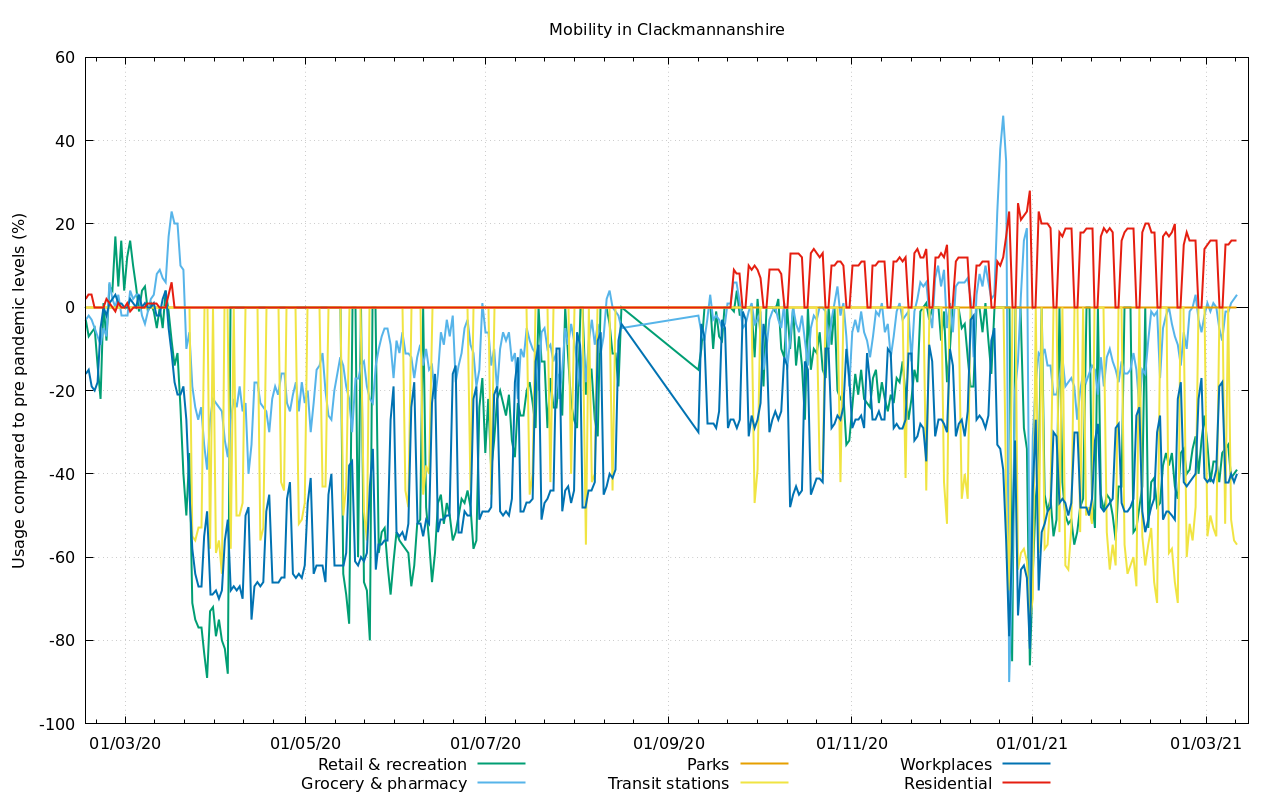 Mobility in Clackmannanshire
Usage compared to pre pandemic levels (%)
60
40
20
0
-20
-40
-60
-80
-100
01/03/20 01/05/20 01/07/20 01/09/20 01/11/20 01/01/21 01/03/21
Retail & recreation Parks Workplaces
Grocery & pharmacy Transit stations Residential